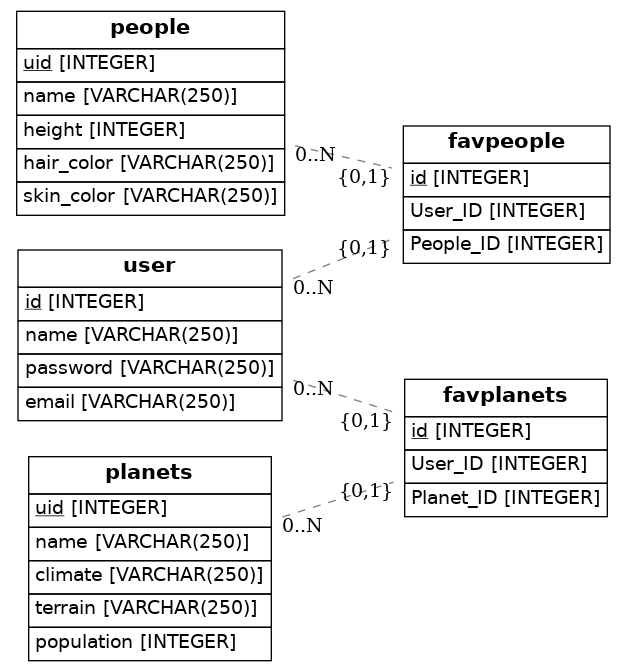 people
uid [INTEGER]
name [VARCHAR(250)]
height [INTEGER]
hair_color [VARCHAR(250)]
skin_color [VARCHAR(250)]
0..N
{0,1}
favpeople
id [INTEGER]
User_ID [INTEGER]
People_ID [INTEGER]
user
id [INTEGER]
name [VARCHAR(250)]
password [VARCHAR(250)]
email [VARCHAR(250)]
{0,1}
0..N
0..N
{0,1}
favplanets
id [INTEGER]
User_ID [INTEGER]
Planet_ID [INTEGER]
planets
uid [INTEGER]
name [VARCHAR(250)]
climate [VARCHAR(250)]
terrain [VARCHAR(250)]
population [INTEGER]
{0,1}
0..N